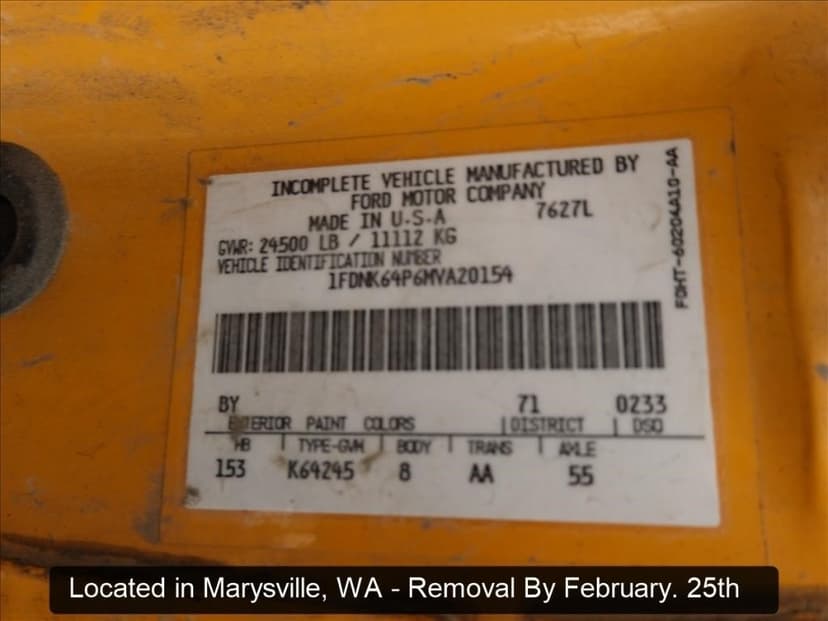 INCOMPLETE VEHICLE MANUFACTURED BY
FORD MOTOR COMPANY
MADE IN U-S-A 7627L
GVWR: 24500 LB / 11112 KG
VEHICLE IDENTIFICATION NUMBER
1FDNK64P6MVA20154
FOHT-60204A10-AA
BY 71 0233
EXTERIOR PAINT COLORS DISTRICT DSO
WB TYPE-GVW BODY TRANS AXLE
153 K64245 8 AA 55
Located in Marysville, WA - Removal By February. 25th